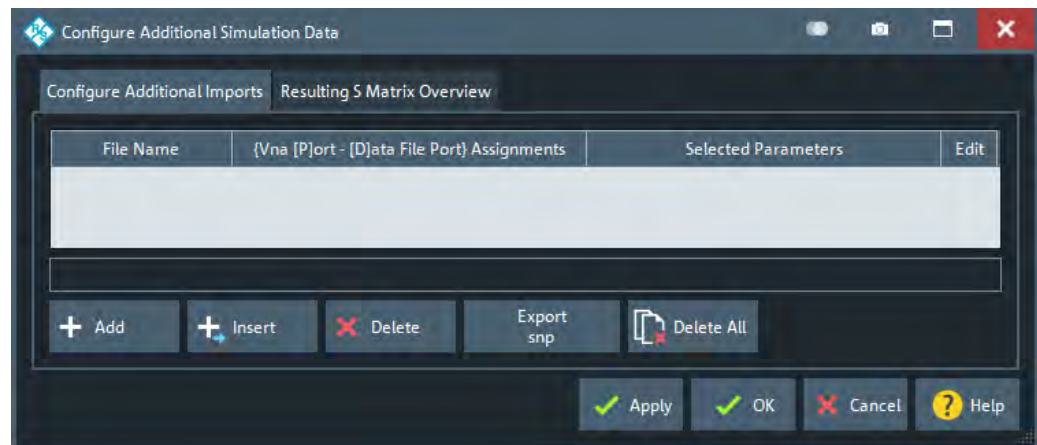 Configure Additional Simulation Data
Configure Additional Imports Resulting S Matrix Overview
File Name {Vna [P]ort - [D]ata File Port} Assignments Selected Parameters Edit
Add Insert Delete Export snp Delete All
Apply OK Cancel ? Help